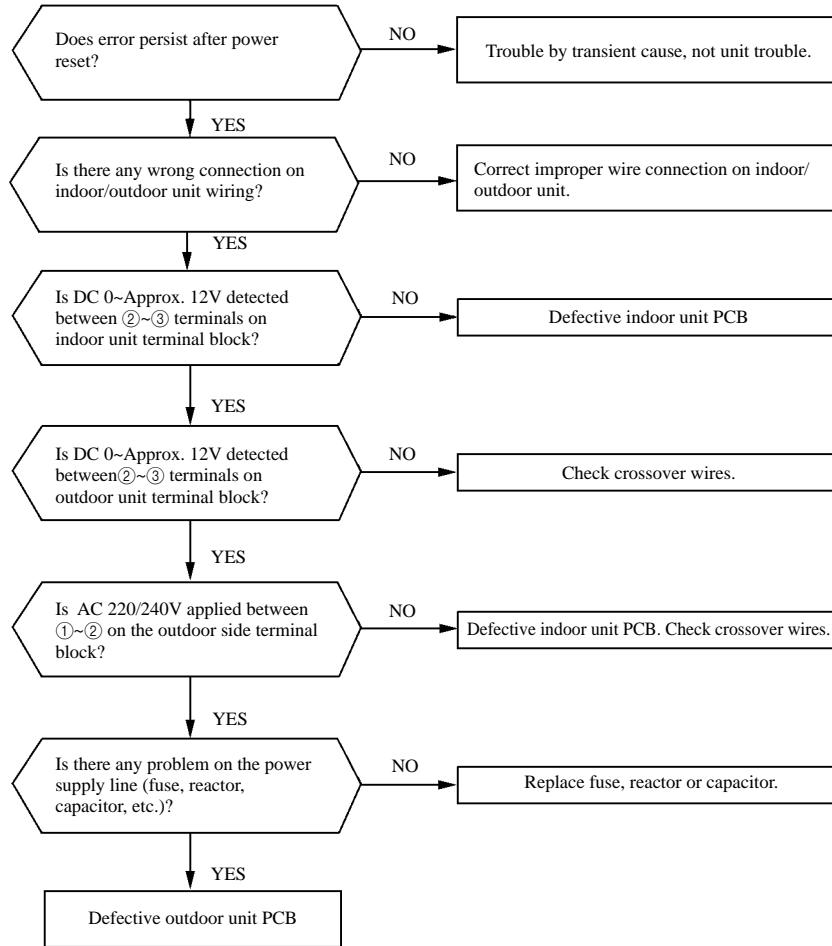 Does error persist after power
reset?
NO
Trouble by transient cause, not unit trouble.
YES
Is there any wrong connection on
indoor/outdoor unit wiring?
NO
Correct improper wire connection on indoor/
outdoor unit.
YES
Is DC 0~Approx. 12V detected
between ②~③ terminals on
indoor unit terminal block?
NO
Defective indoor unit PCB
YES
Is DC 0~Approx. 12V detected
between②~③ terminals on
outdoor unit terminal block?
NO
Check crossover wires.
YES
Is AC 220/240V applied between
①~② on the outdoor side terminal
block?
NO
Defective indoor unit PCB. Check crossover wires.
YES
Is there any problem on the power
supply line (fuse, reactor,
capacitor, etc.)?
NO
Replace fuse, reactor or capacitor.
YES
Defective outdoor unit PCB